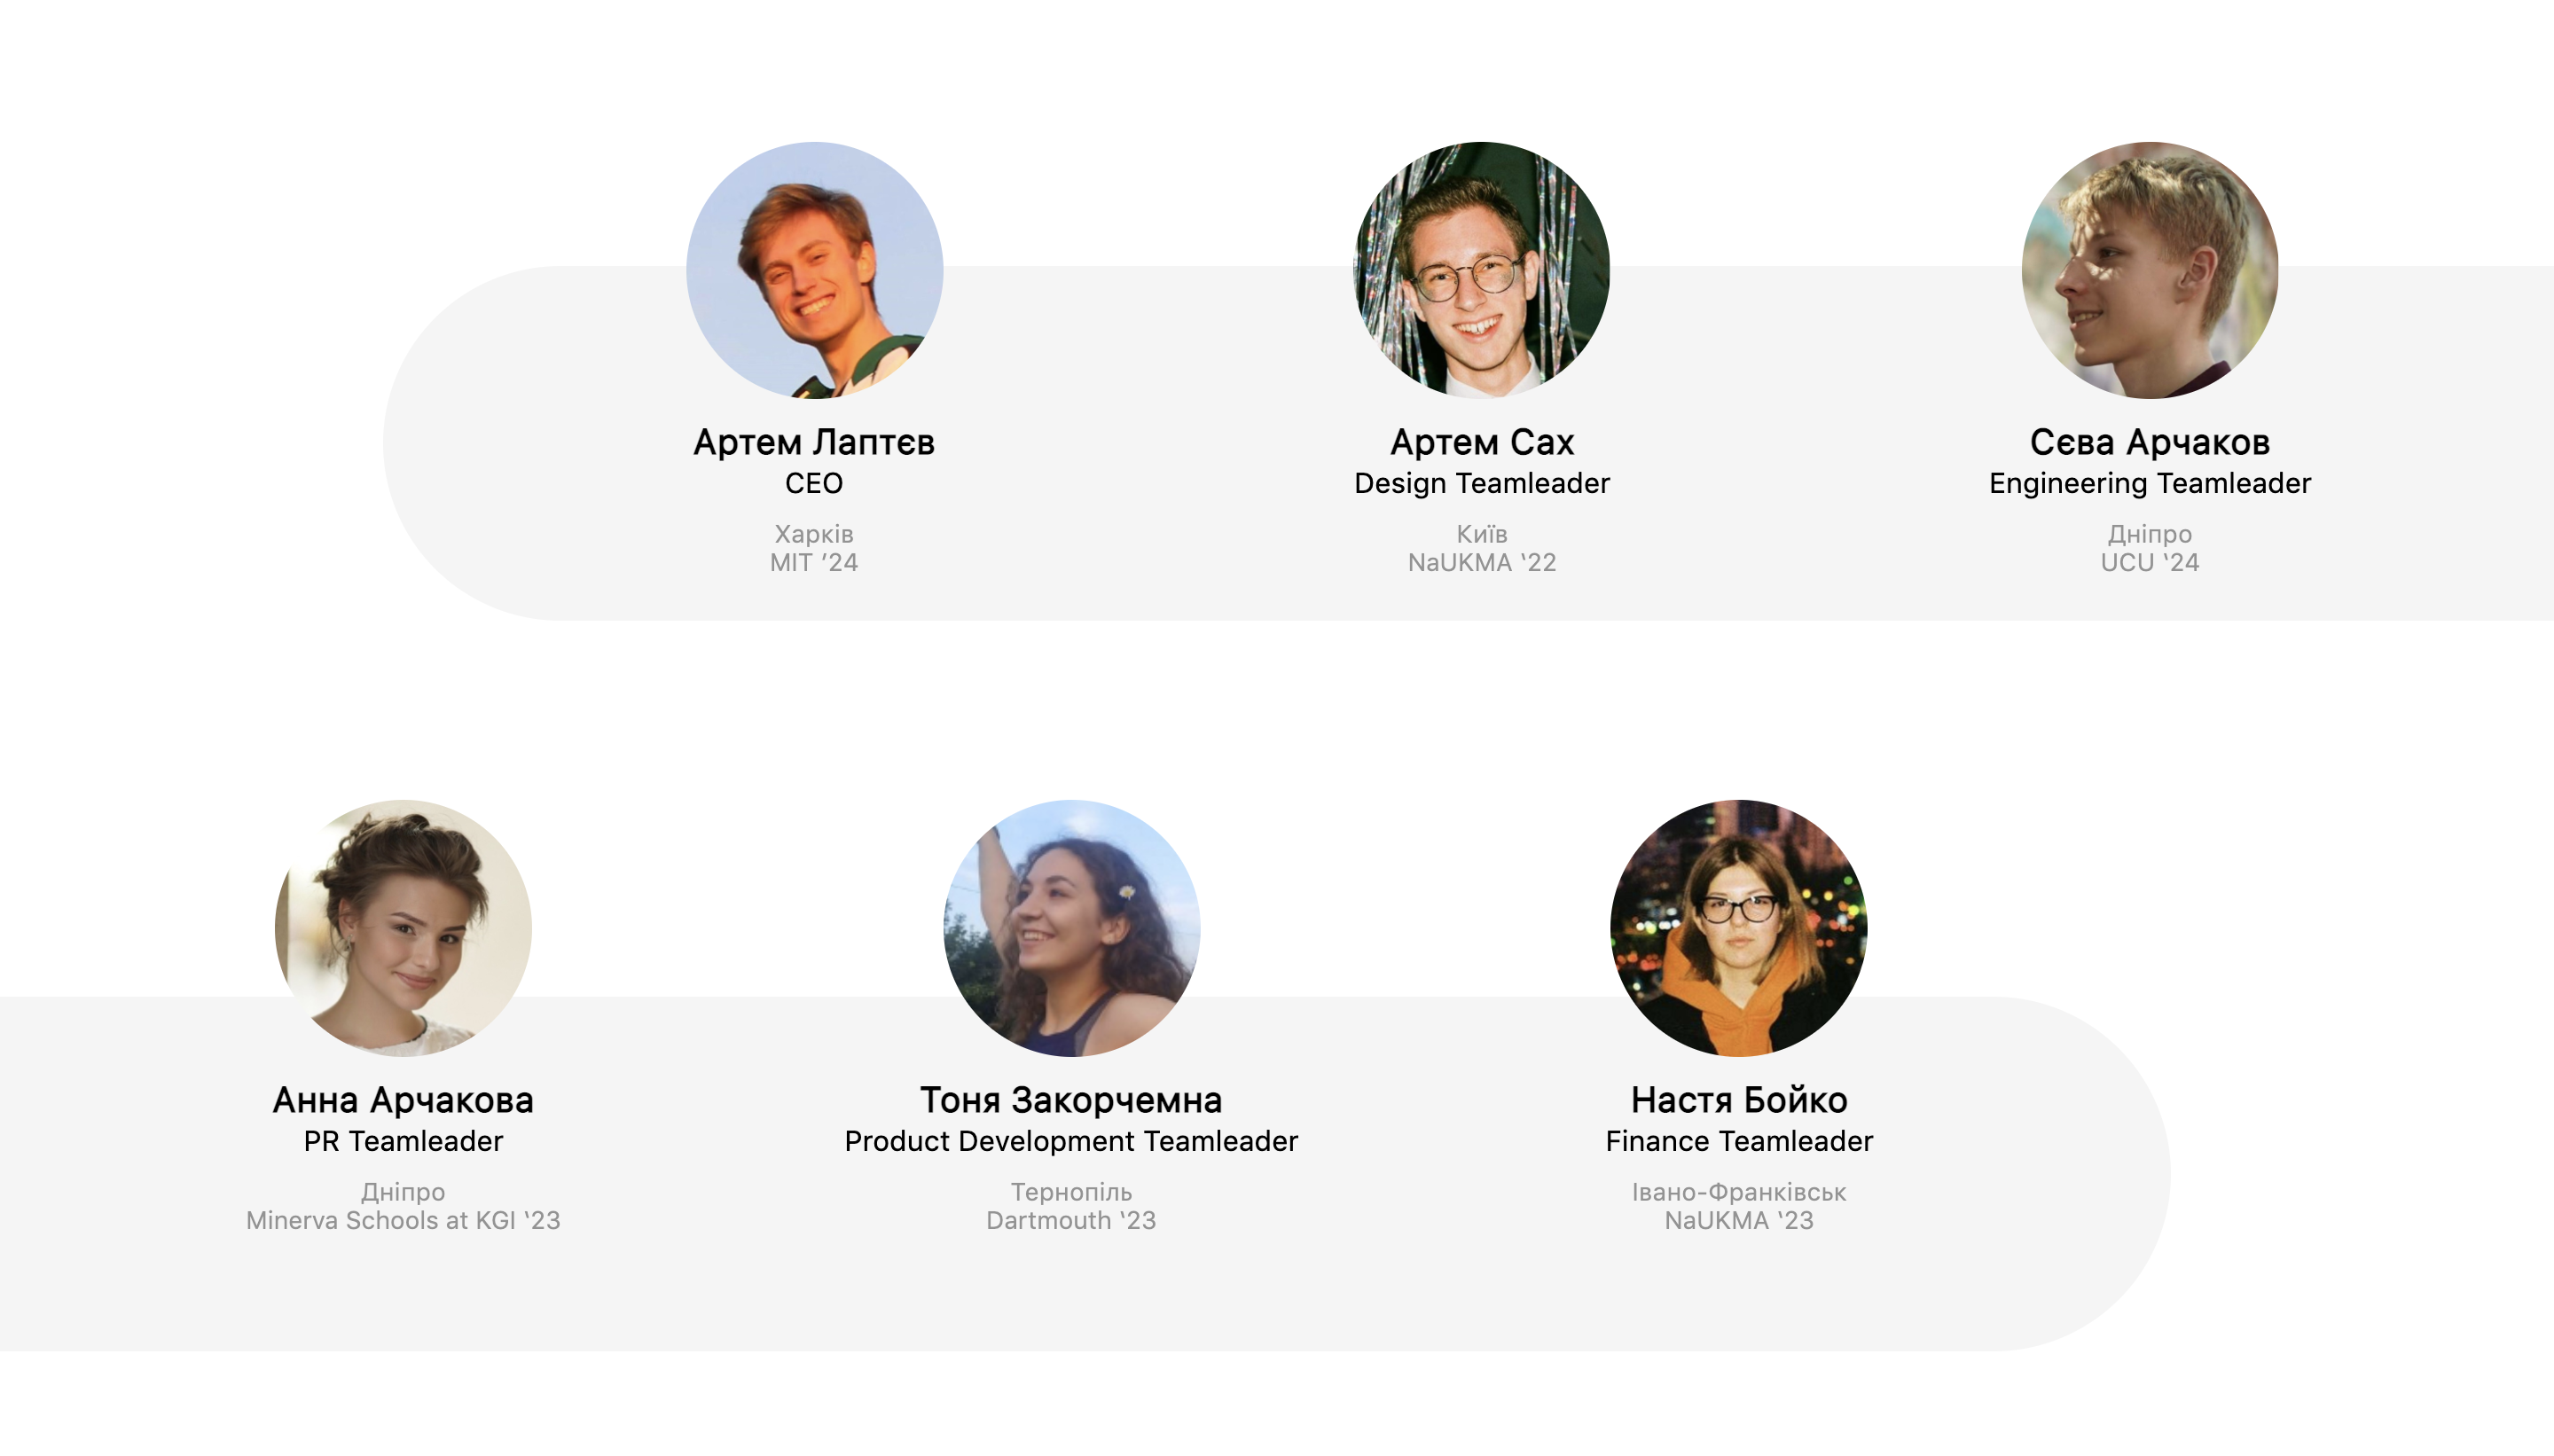 Артем Лаптєв
CEO
Харків
MIT ’24
Артем Сах
Design Teamleader
Київ
NaUKMA ‘22
Сєва Арчаков
Engineering Teamleader
Дніпро
UCU ‘24
Анна Арчакова
PR Teamleader
Дніпро
Minerva Schools at KGI ‘23
Тоня Закорчемна
Product Development Teamleader
Тернопіль
Dartmouth ‘23
Настя Бойко
Finance Teamleader
Івано-Франківськ
NaUKMA ‘23